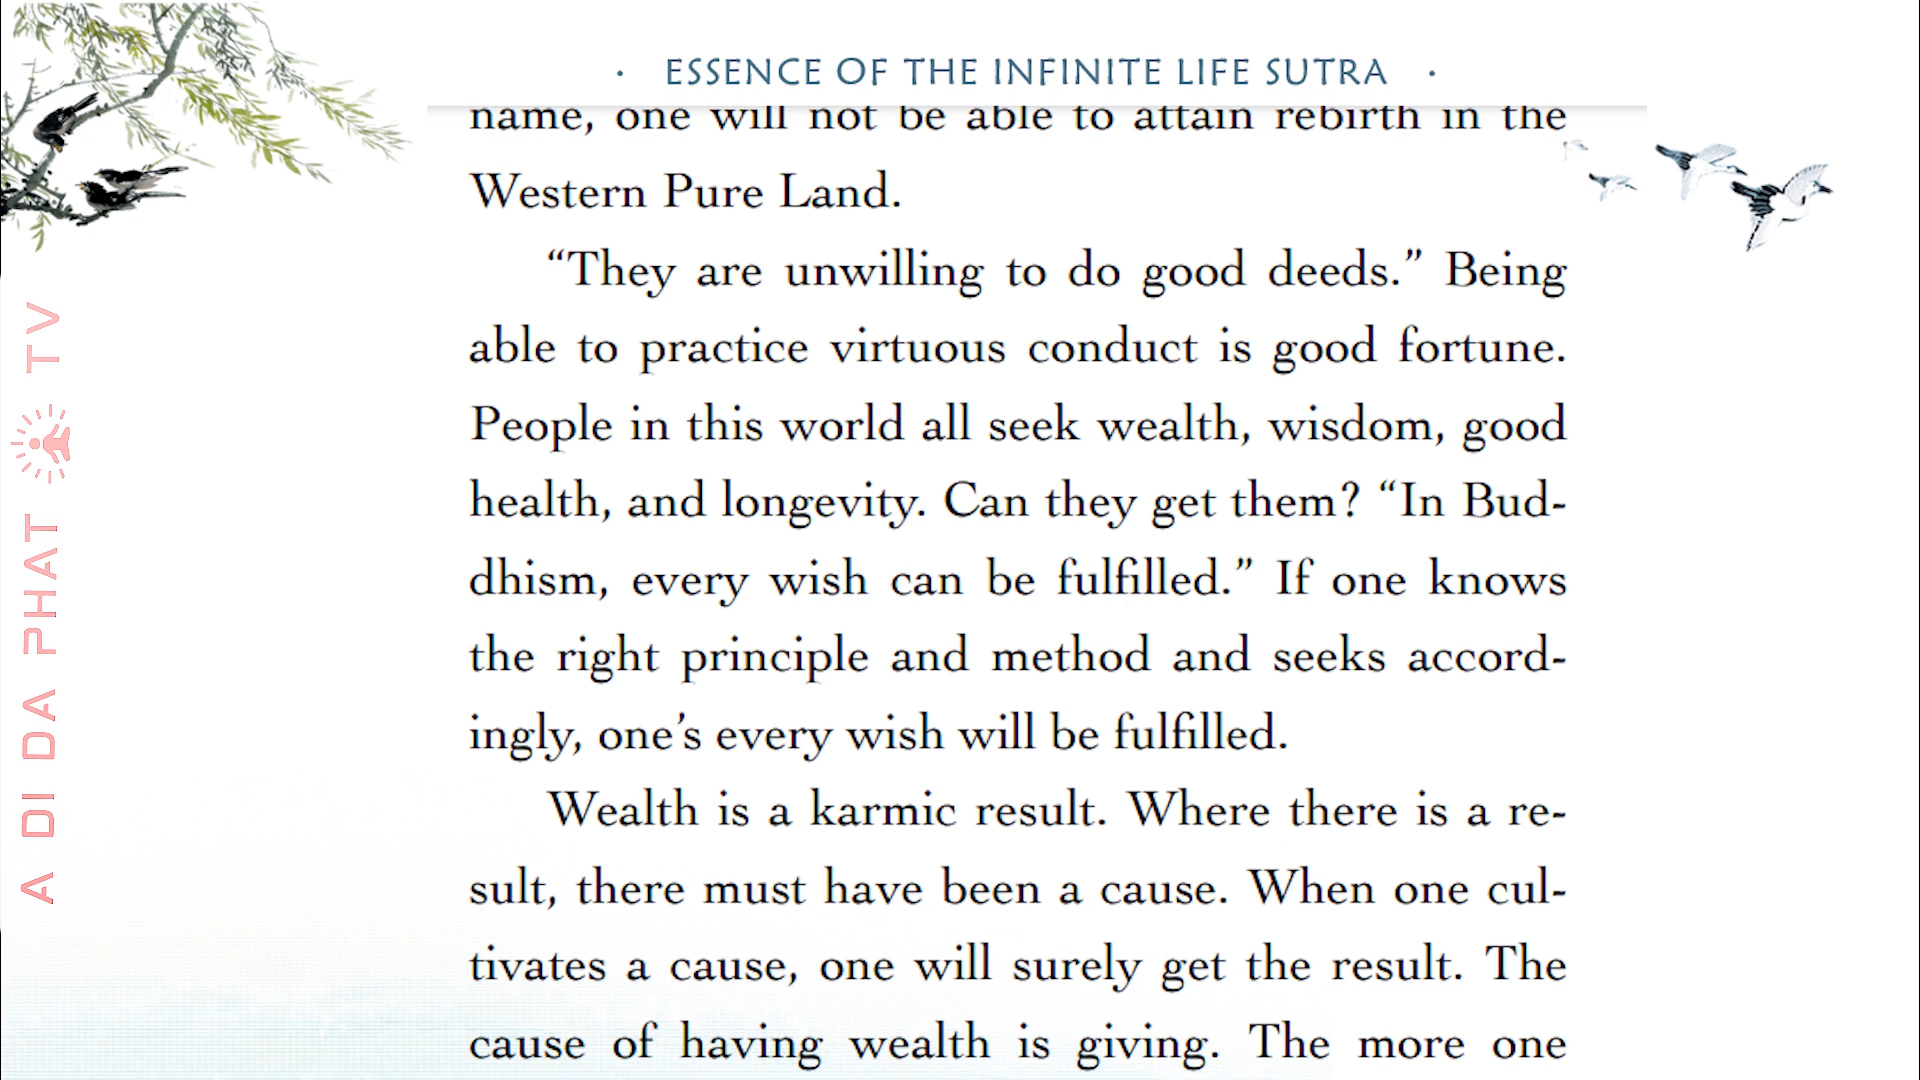 · ESSENCE OF THE INFINITE LIFE SUTRA ·
name, one will not be able to attain rebirth in the
Western Pure Land.
“They are unwilling to do good deeds.” Being
able to practice virtuous conduct is good fortune.
People in this world all seek wealth, wisdom, good
health, and longevity. Can they get them? “In Bud-
dhism, every wish can be fulfilled.” If one knows
the right principle and method and seeks accord-
ingly, one’s every wish will be fulfilled.
Wealth is a karmic result. Where there is a re-
sult, there must have been a cause. When one cul-
tivates a cause, one will surely get the result. The
cause of having wealth is giving. The more one
A DI DA PHAT TV